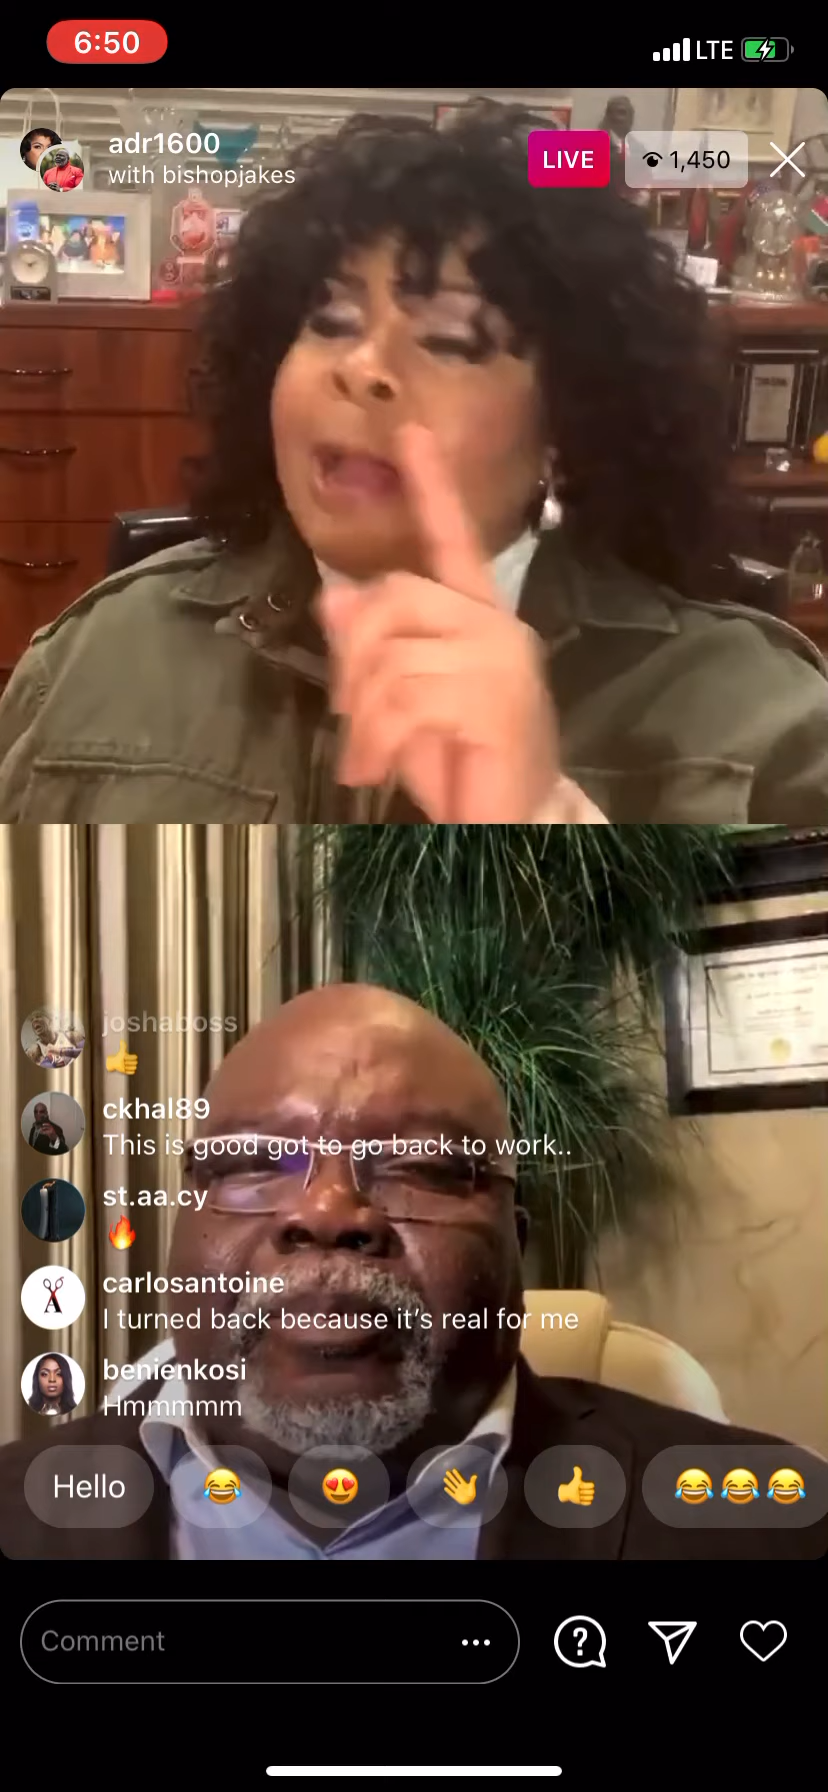 6:50
LTE
adr1600
with bishopjakes
LIVE
1,450
joshaboss
👍
ckhal89
This is good got to go back to work..
st.aa.cy
🔥
carlosantoine
I turned back because it’s real for me
benienkosi
Hmmmmm
Hello 😂 😍 👋 👍 😂😂😂
Comment